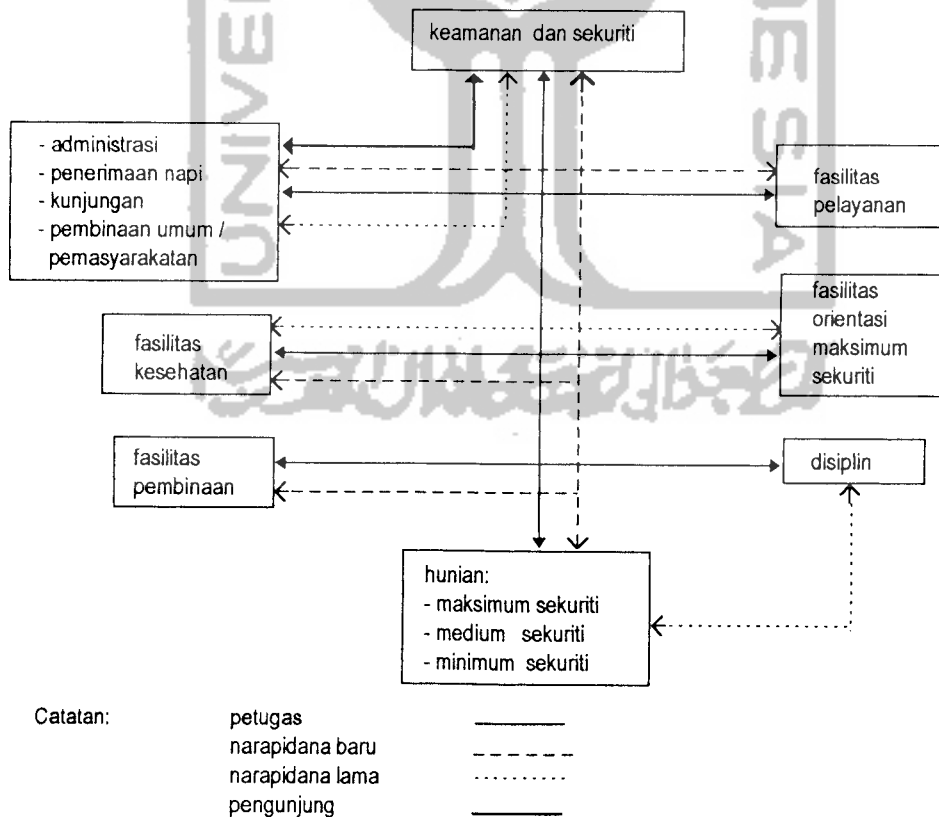 keamanan dan sekuriti
- administrasi
- penerimaan napi
- kunjungan
- pembinaan umum /
pemasyarakatan
fasilitas
pelayanan
fasilitas
orientasi
maksimum
sekuriti
fasilitas
kesehatan
fasilitas
pembinaan
disiplin
hunian:
- maksimum sekuriti
- medium sekuriti
- minimum sekuriti
Catatan:
petugas
narapidana baru
narapidana lama
pengunjung